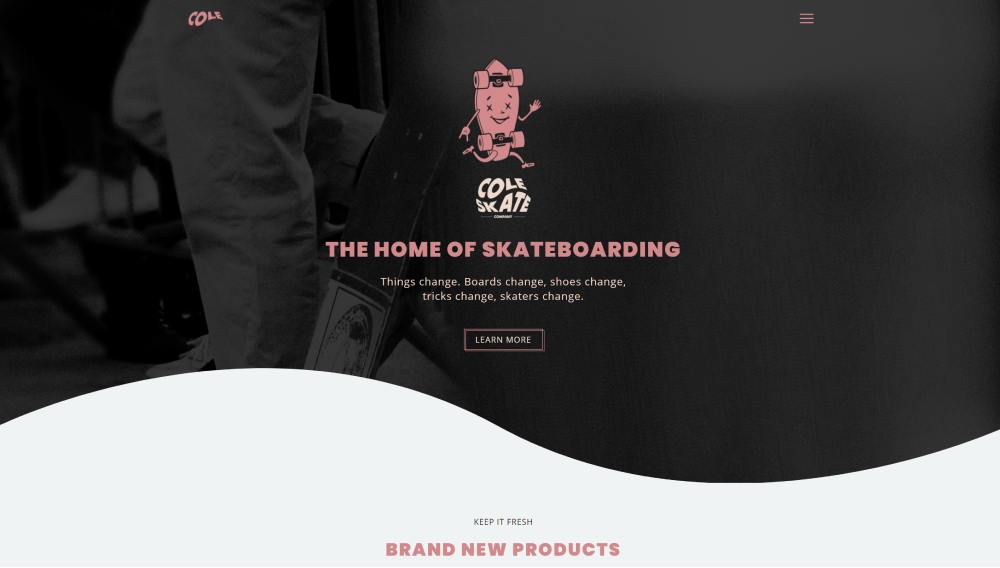 COLE
COLE
SKATE
COMPANY
THE HOME OF SKATEBOARDING
Things change. Boards change, shoes change,
tricks change, skaters change.
LEARN MORE
KEEP IT FRESH
BRAND NEW PRODUCTS